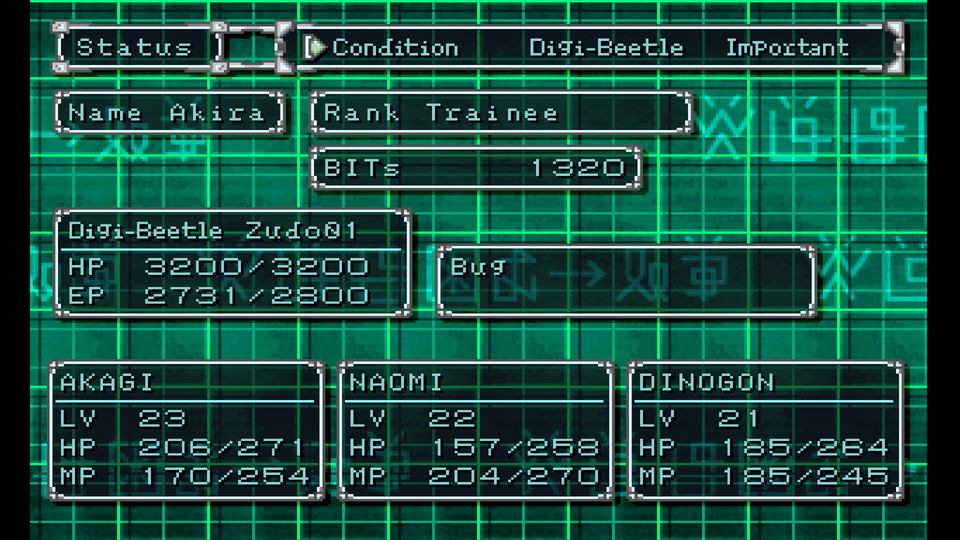 Status Condition Digi-Beetle Important
Name Akira Rank Trainee
BITs 1320
Digi-Beetle Zudo01
HP 3200/3200
EP 2731/2800
Bug
AKAGI
LV 23
HP 206/271
MP 170/254
NAOMI
LV 22
HP 157/258
MP 204/270
DINOGON
LV 21
HP 185/264
MP 185/245